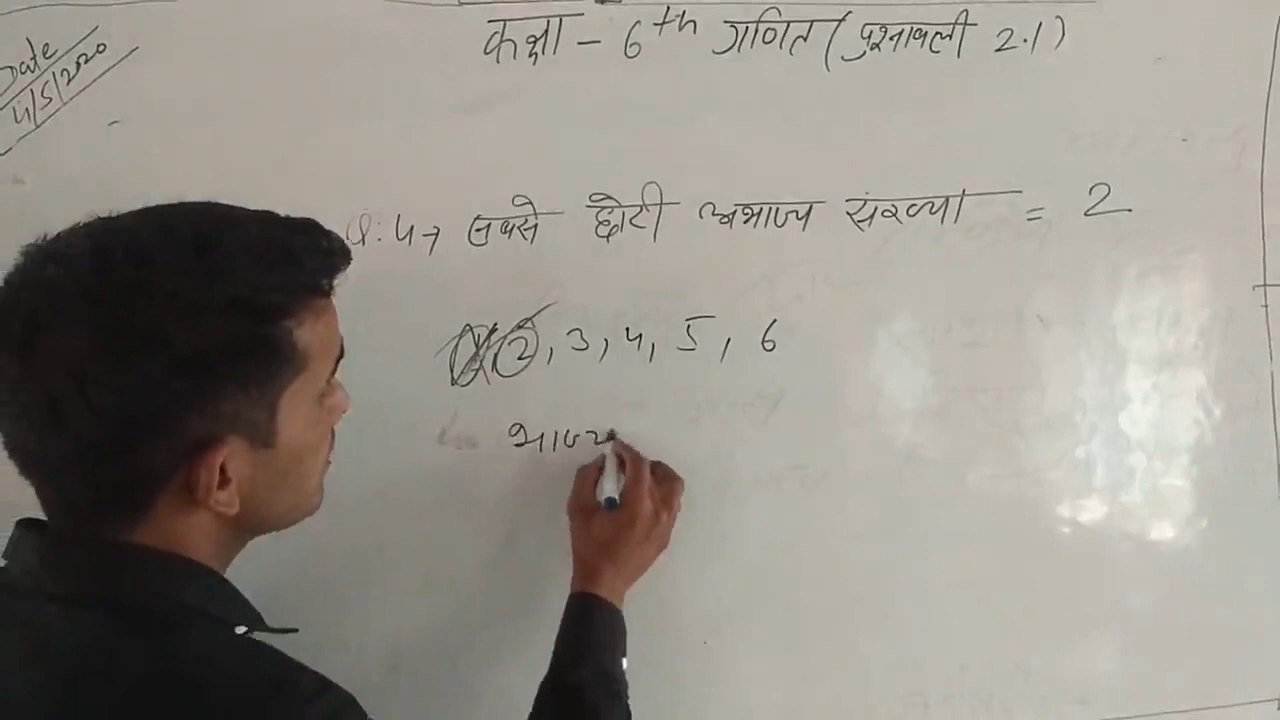 Date
4/5/2020
कक्षा - 6th गणित (प्रश्नावली 2.1)
Q: 4→ सबसे छोटी अभाज्य संख्या = 2
2, 3, 4, 5, 6
भाज्य